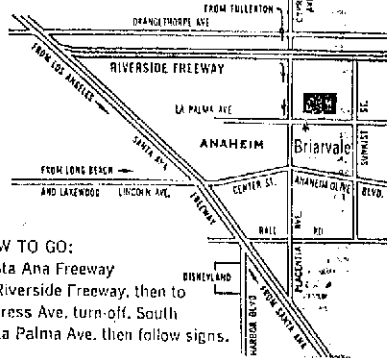 FROM FULLERTON
ORANGETHORPE AVE
CYPR
AVE
RIVERSIDE FREEWAY
FROM LOS ANGELES
LA PALMA AVE
SUNKIST ST.
ANAHEIM
Briarvale
SANTA ANA
FREEWAY
FROM LONG BEACH
AND LAKEWOOD LINCOLN AVE.
CENTER ST.
ANAHEIM OLIVE BLVD.
BALL RD
PLACENTIA AVE.
DISNEYLAND
HARBOR BLVD
FROM SANTA ANA
W TO GO:
ta Ana Freeway
Riverside Freeway, then to
ress Ave. turn-off. South
a Palma Ave. then follow signs.